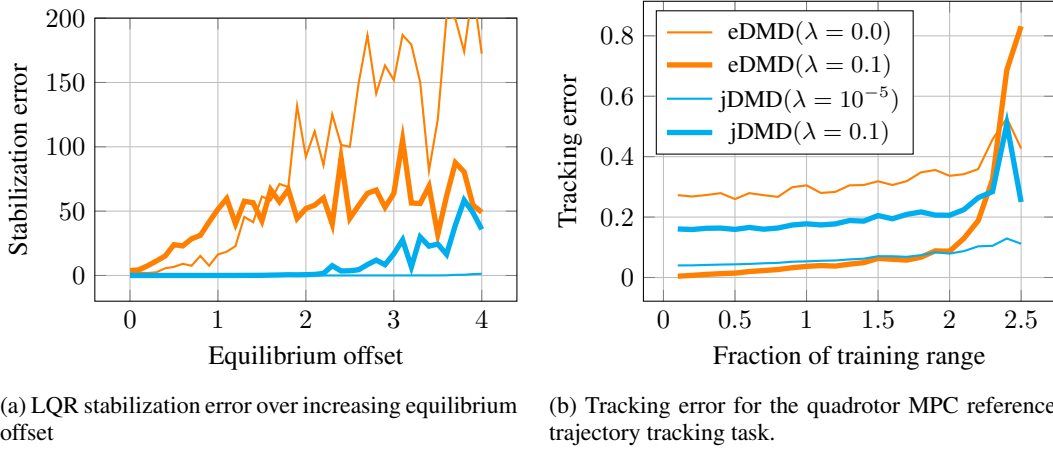 200
150
100
50
0
Stabilization error
0 1 2 3 4
Equilibrium offset
(a) LQR stabilization error over increasing equilibrium
offset
0.8
0.6
0.4
0.2
0
Tracking error
eDMD(λ = 0.0)
eDMD(λ = 0.1)
jDMD(λ = 10⁻⁵)
jDMD(λ = 0.1)
0 0.5 1 1.5 2 2.5
Fraction of training range
(b) Tracking error for the quadrotor MPC reference
trajectory tracking task.